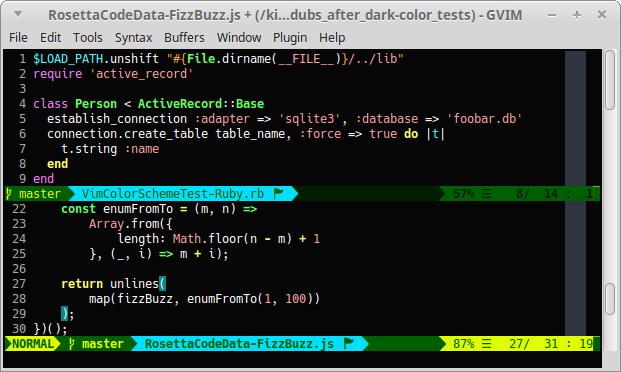 RosettaCodeData-FizzBuzz.js + (/ki...dubs_after_dark-color_tests) - GVIM
File Edit Tools Syntax Buffers Window Plugin Help
1 $LOAD_PATH.unshift "#{File.dirname(__FILE__)}/../lib"
2 require 'active_record'
3
4 class Person < ActiveRecord::Base
5   establish_connection :adapter => 'sqlite3', :database => 'foobar.db'
6   connection.create_table table_name, :force => true do |t|
7     t.string :name
8   end
9 end
master VimColorSchemeTest-Ruby.rb 57% ☰ 8/ 14 : 1
22     const enumFromTo = (m, n) =>
23         Array.from({
24             length: Math.floor(n - m) + 1
25         }, (_, i) => m + i);
26
27     return unlines(
28         map(fizzBuzz, enumFromTo(1, 100))
29     );
30 })();
NORMAL master RosettaCodeData-FizzBuzz.js 87% ☰ 27/ 31 : 19